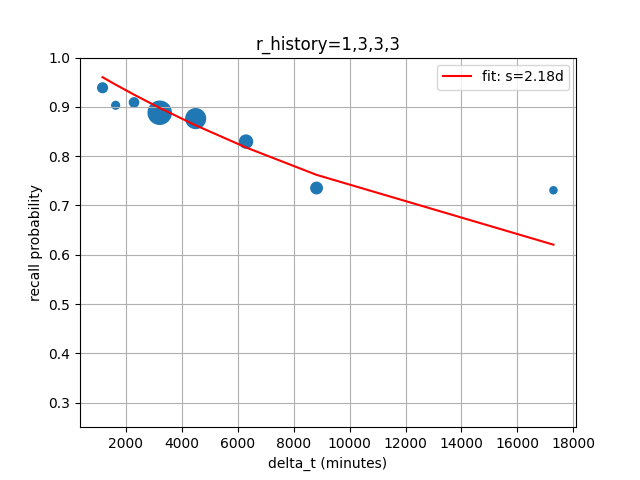 r_history=1,3,3,3
fit: s=2.18d
1.0
0.9
0.8
0.7
0.6
0.5
0.4
0.3
recall probability
2000 4000 6000 8000 10000 12000 14000 16000 18000
delta_t (minutes)